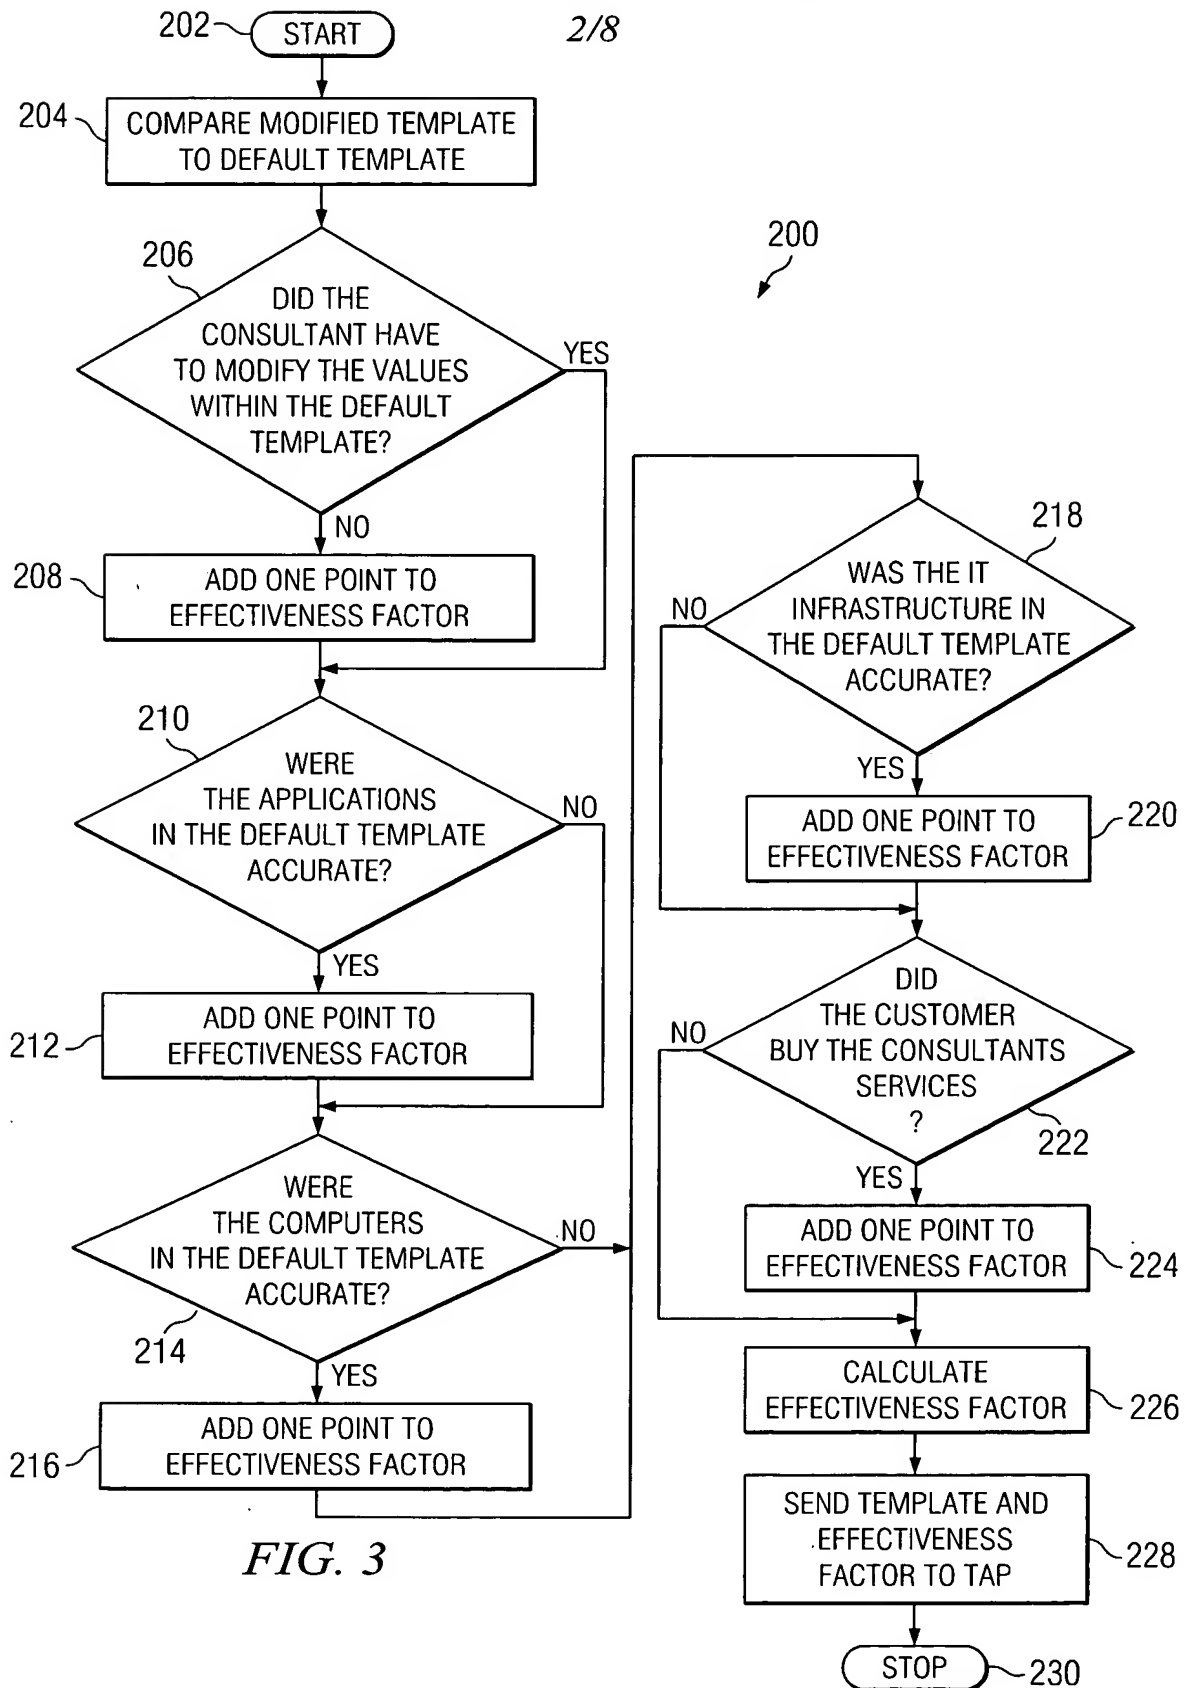 2/8
202
START
204
COMPARE MODIFIED TEMPLATE
TO DEFAULT TEMPLATE
200
206
DID THE
CONSULTANT HAVE
TO MODIFY THE VALUES
WITHIN THE DEFAULT
TEMPLATE?
YES
NO
208
ADD ONE POINT TO
EFFECTIVENESS FACTOR
210
WERE
THE APPLICATIONS
IN THE DEFAULT TEMPLATE
ACCURATE?
NO
YES
212
ADD ONE POINT TO
EFFECTIVENESS FACTOR
WERE
THE COMPUTERS
IN THE DEFAULT TEMPLATE
ACCURATE?
NO
214
YES
216
ADD ONE POINT TO
EFFECTIVENESS FACTOR
218
WAS THE IT
INFRASTRUCTURE IN
THE DEFAULT TEMPLATE
ACCURATE?
NO
YES
ADD ONE POINT TO
EFFECTIVENESS FACTOR
220
DID
THE CUSTOMER
BUY THE CONSULTANTS
SERVICES
?
NO
222
YES
ADD ONE POINT TO
EFFECTIVENESS FACTOR
224
CALCULATE
EFFECTIVENESS FACTOR
226
SEND TEMPLATE AND
EFFECTIVENESS
FACTOR TO TAP
228
STOP
230
FIG. 3